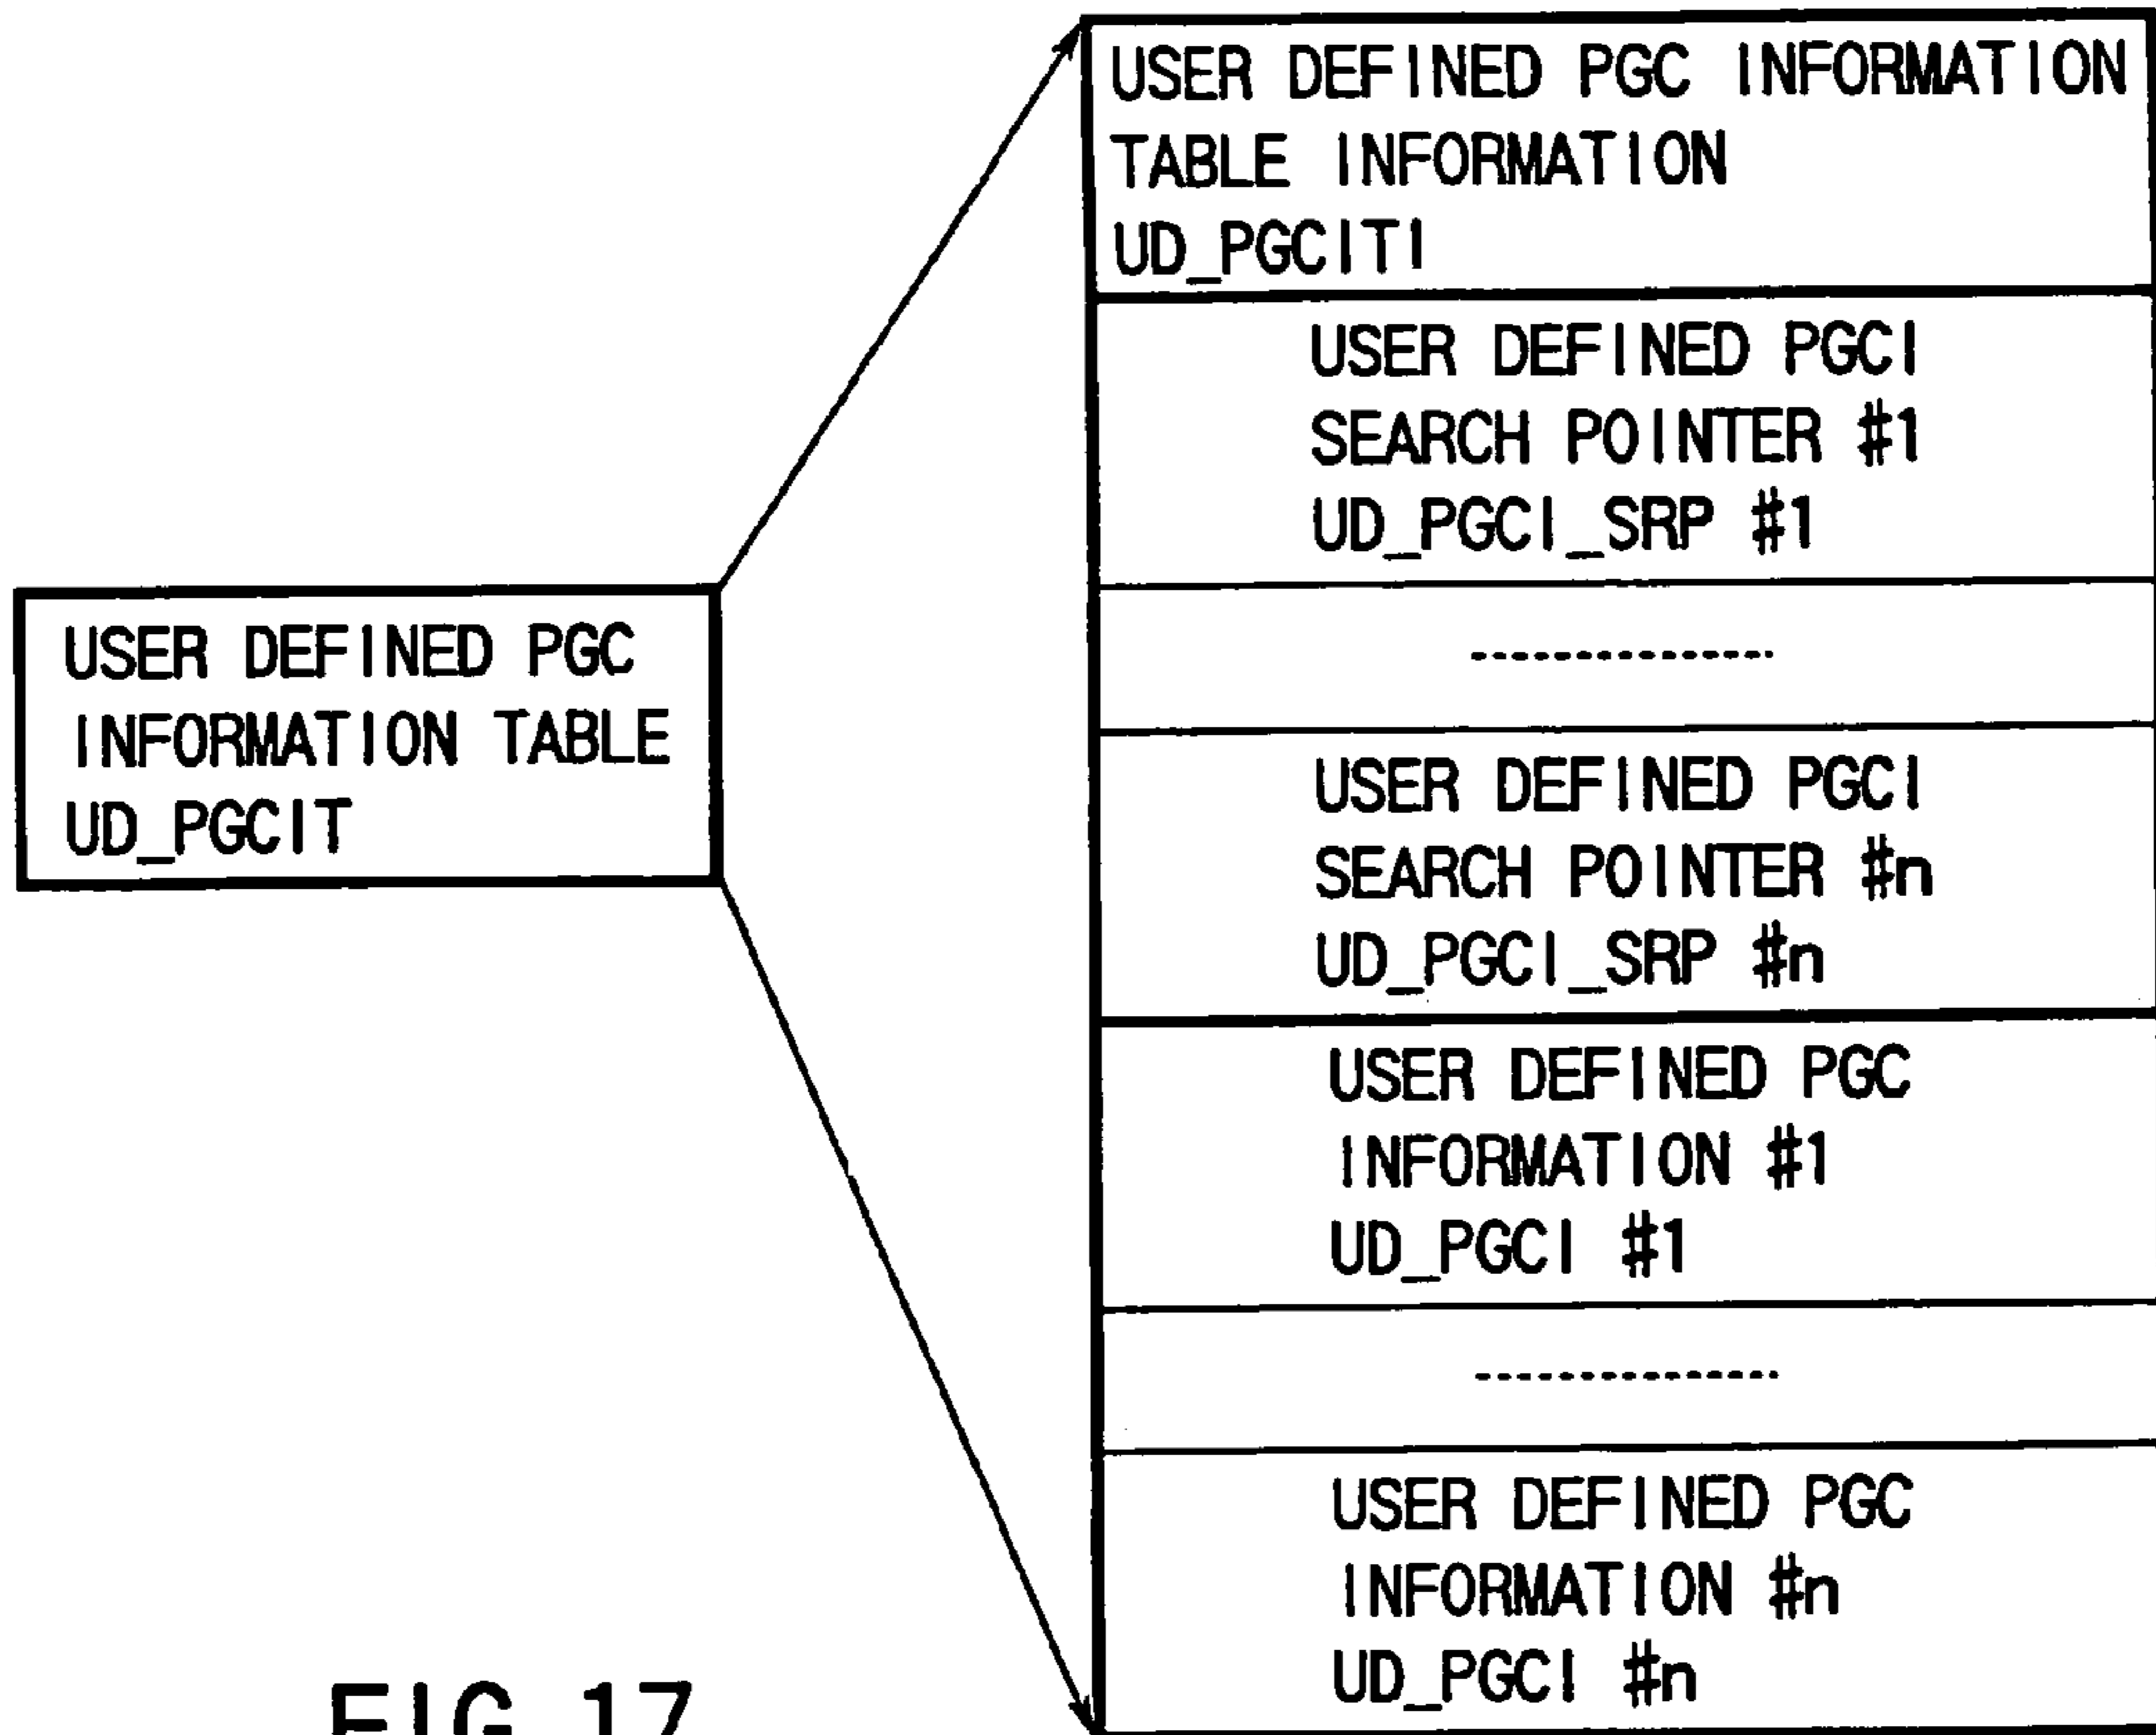 USER DEFINED PGC
INFORMATION TABLE
UD_PGCIT
USER DEFINED PGC INFORMATION
TABLE INFORMATION
UD_PGCITI
USER DEFINED PGCI
SEARCH POINTER #1
UD_PGCI_SRP #1
---------------
USER DEFINED PGCI
SEARCH POINTER #n
UD_PGCI_SRP #n
USER DEFINED PGC
INFORMATION #1
UD_PGCI #1
---------------
USER DEFINED PGC
INFORMATION #n
UD_PGCI #n
FIG. 17